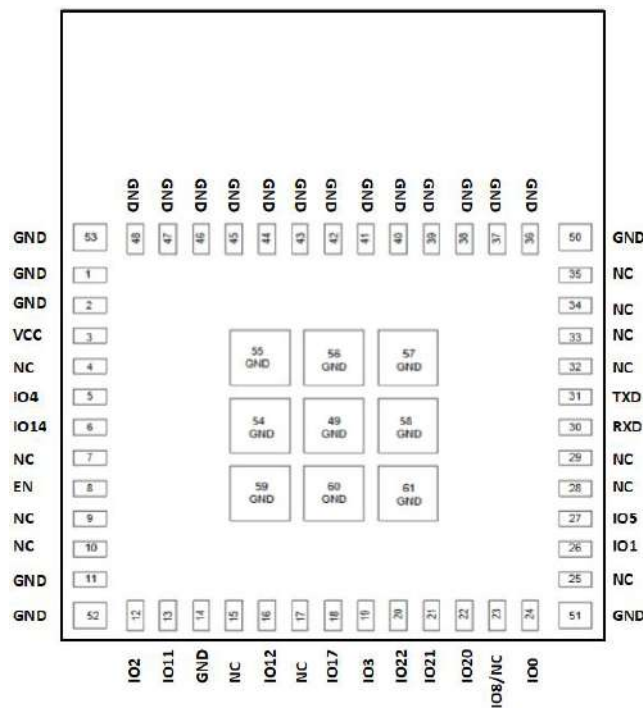 GND GND GND GND GND GND GND GND GND GND GND GND GND
GND 53 48 47 46 45 44 43 42 41 40 39 38 37 36 50 GND
GND 1 35 NC
GND 2 34 NC
VCC 3 33 NC
NC 4 55 GND 56 GND 57 GND 32 NC
IO4 5 31 TXD
IO14 6 54 GND 49 GND 58 GND 30 RXD
NC 7 29 NC
EN 8 59 GND 60 GND 61 GND 28 NC
NC 9 27 IO5
NC 10 26 IO1
GND 11 25 NC
GND 52 12 13 14 15 16 17 18 19 20 21 22 23 24 51 GND
IO2 IO11 GND NC IO12 NC IO17 IO3 IO22 IO21 IO20 IO8/NC IO0